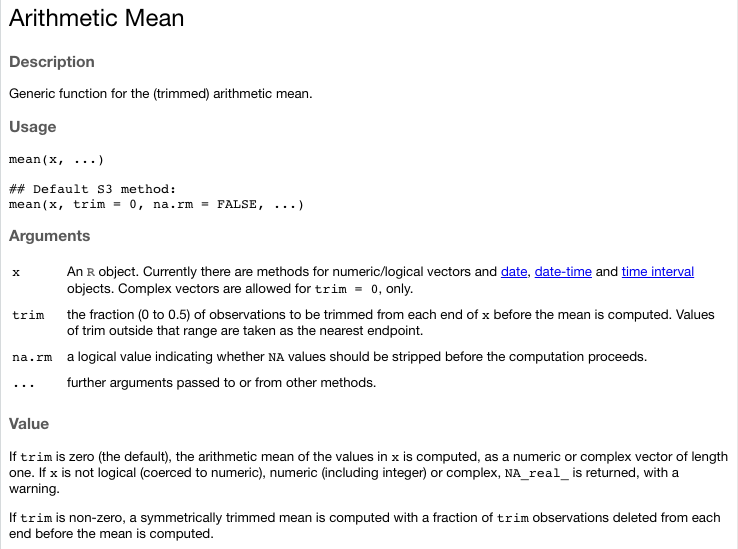 Arithmetic Mean
Description
Generic function for the (trimmed) arithmetic mean.
Usage
mean(x, ...)
## Default S3 method:
mean(x, trim = 0, na.rm = FALSE, ...)
Arguments
x An R object. Currently there are methods for numeric/logical vectors and date, date-time and time interval
objects. Complex vectors are allowed for trim = 0, only.
trim the fraction (0 to 0.5) of observations to be trimmed from each end of x before the mean is computed. Values
of trim outside that range are taken as the nearest endpoint.
na.rm a logical value indicating whether NA values should be stripped before the computation proceeds.
... further arguments passed to or from other methods.
Value
If trim is zero (the default), the arithmetic mean of the values in x is computed, as a numeric or complex vector of length
one. If x is not logical (coerced to numeric), numeric (including integer) or complex, NA_real_ is returned, with a
warning.
If trim is non-zero, a symmetrically trimmed mean is computed with a fraction of trim observations deleted from each
end before the mean is computed.